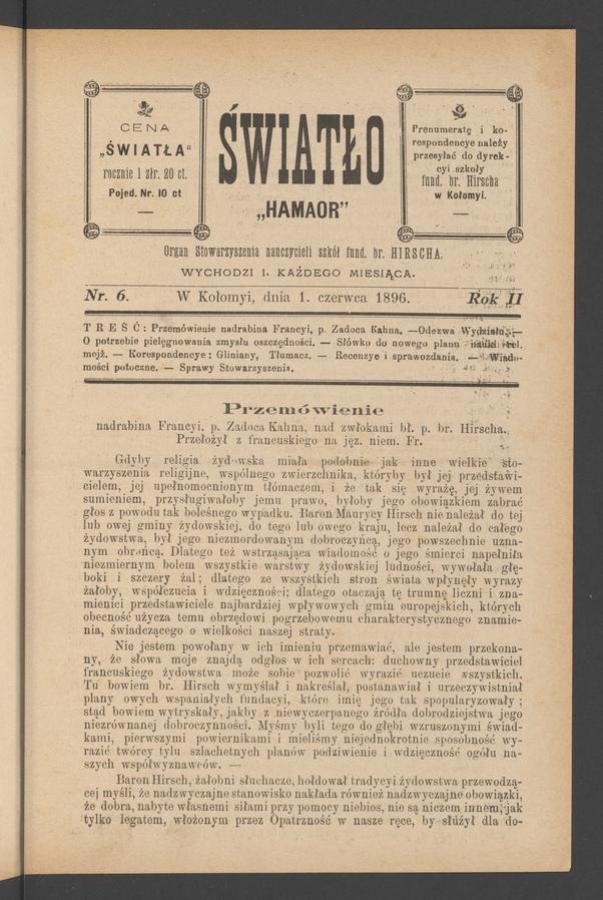 CENA
„ŚWIATŁA“
rocznie 1 złr. 20 ct.
Pojed. Nr. 10 ct
ŚWIATŁO
„HAMAOR”
Prenumeratę i ko-
respondencye należy
przesyłać do dyrek-
cyi szkoły
fund. br. Hirscha
w Kołomyi.
Organ Stowarzyszenia nauczycieli szkół fund. br. HIRSCHA.
WYCHODZI 1. KAŻDEGO MIESIĄCA.
Nr. 6. W Kołomyi, dnia 1. czerwca 1896. Rok II
TREŚĆ: Przemówienie nadrabina Francyi, p. Zadoca Kahna. —Odezwa Wydziału.—
O potrzebie pielęgnowania zmysłu oszczędności. — Słówko do nowego planu nauki rel.
mojż. — Korespondencye: Gliniany, Tłumacz. — Recenzye i sprawozdania. — Wiado-
mości potoczne. — Sprawy Stowarzyszenia.
Przemówienie
nadrabina Francyi, p. Zadoca Kahna, nad zwłokami bł. p. br. Hirscha.
Przełożył z francuskiego na jęz. niem. Fr.
Gdyby religia żydowska miała podobnie jak inne wielkie sto-
warzyszenia religijne, wspólnego zwierzchnika, któryby był jej przedstawi-
cielem, jej upełnomocnionym tłómaczem, i że tak się wyrażę, jej żywem
sumieniem, przysługiwałoby jemu prawo, byłoby jego obowiązkiem zabrać
głos z powodu tak bolesnego wypadku. Baron Maurycy Hirsch nie należał do tej
lub owej gminy żydowskiej, do tego lub owego kraju, lecz należał do całego
żydowstwa, był jego niezmordowanym dobroczyńcą, jego powszechnie uzna-
nym obrońcą. Dlatego też wstrząsająca wiadomość o jego śmierci napełniła
niezmiernym bolem wszystkie warstwy żydowskiej ludności, wywołała głę-
boki i szczery żal; dlatego ze wszystkich stron świata wpłynęły wyrazy
żałoby, współczucia i wdzięczności; dlatego otaczają tę trumnę liczni i zna-
mienici przedstawiciele najbardziej wpływowych gmin europejskich, których
obecność użycza temu obrzędowi pogrzebowemu charakterystycznego znamie-
nia, świadczącego o wielkości naszej straty.
Nie jestem powołany w ich imieniu przemawiać, ale jestem przekona-
ny, że słowa moje znajdą odgłos w ich sercach: duchowny przedstawiciel
francuskiego żydowstwa może sobie pozwolić wyrazić uczucie wszystkich.
Tu bowiem br. Hirsch wymyślał i nakreślał, postanawiał i urzeczywistniał
plany owych wspaniałych fundacyj, które imię jego tak spopularyzowały;
stąd bowiem wytryskały, jakby z niewyczerpanego źródła dobrodziejstwa jego
niezrównanej dobroczynności. Myśmy byli tego do głębi wzruszonymi świad-
kami, pierwszymi powiernikami i mieliśmy niejednokrotnie sposobność wy-
razić twórcy tylu szlachetnych planów podziwienie i wdzięczność ogółu na-
szych współwyznawców. —
Baron Hirsch, żałobni słuchacze, hołdował tradycyi żydowstwa przewodzą-
cej myśli, że nadzwyczajne stanowisko nakłada również nadzwyczajne obowiązki,
że dobra, nabyte własnemi siłami przy pomocy niebios, nie są niczem innem, jak
tylko legatem, włożonym przez Opatrzność w nasze ręce, by służył dla do-